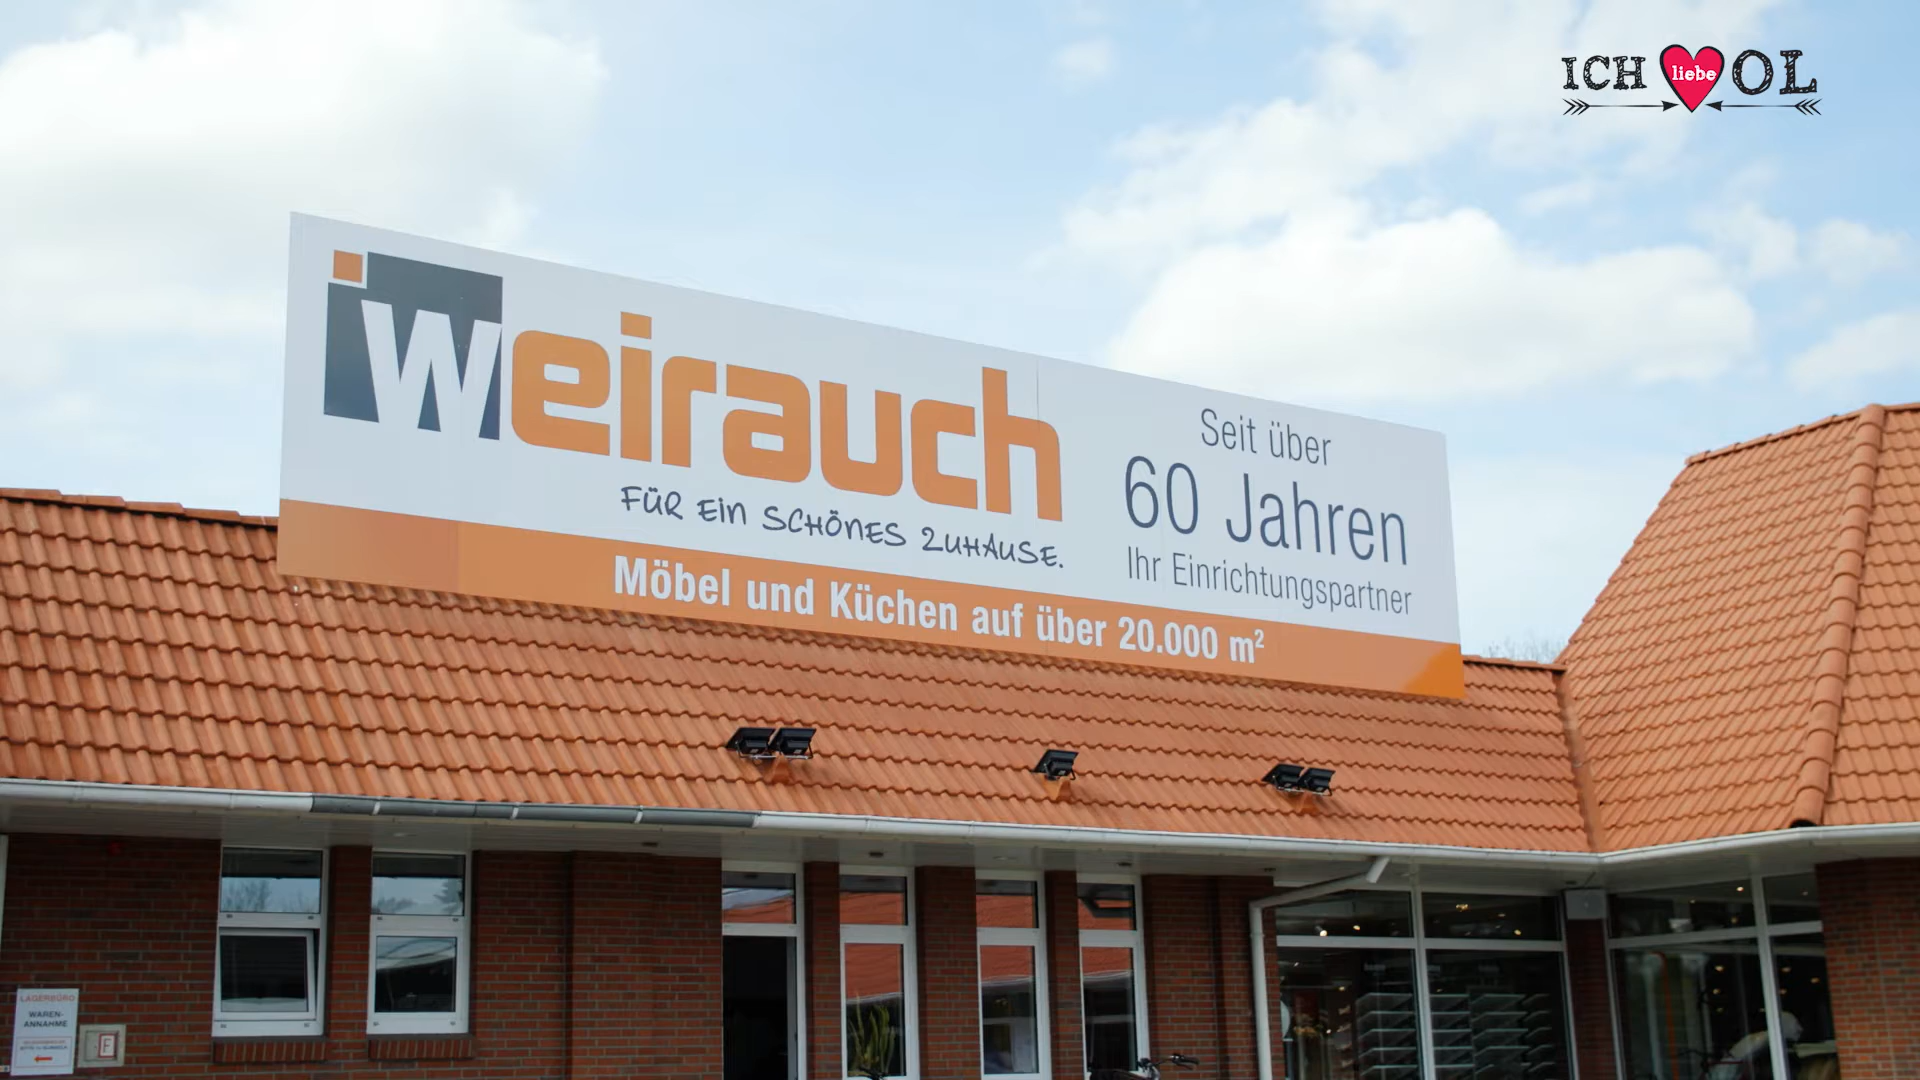 ICH liebe OL
weirauch
FÜR EIN SCHÖNES ZUHAUSE.
Seit über
60 Jahren
Ihr Einrichtungspartner
Möbel und Küchen auf über 20.000 m²
LAGERBÜRO
WAREN-
ANNAHME
F